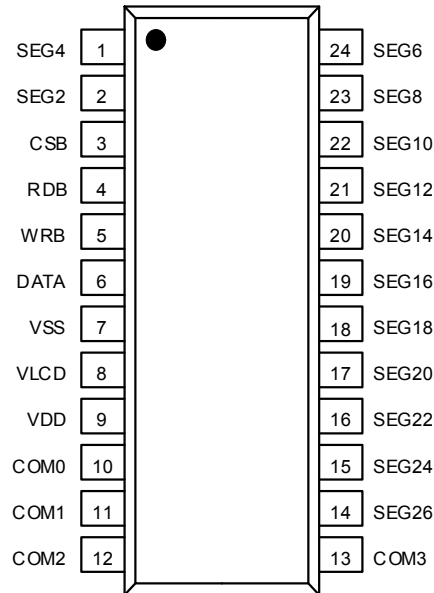 SEG4 1 24 SEG6
SEG2 2 23 SEG8
CSB 3 22 SEG10
RDB 4 21 SEG12
WRB 5 20 SEG14
DATA 6 19 SEG16
VSS 7 18 SEG18
VLCD 8 17 SEG20
VDD 9 16 SEG22
COM0 10 15 SEG24
COM1 11 14 SEG26
COM2 12 13 COM3